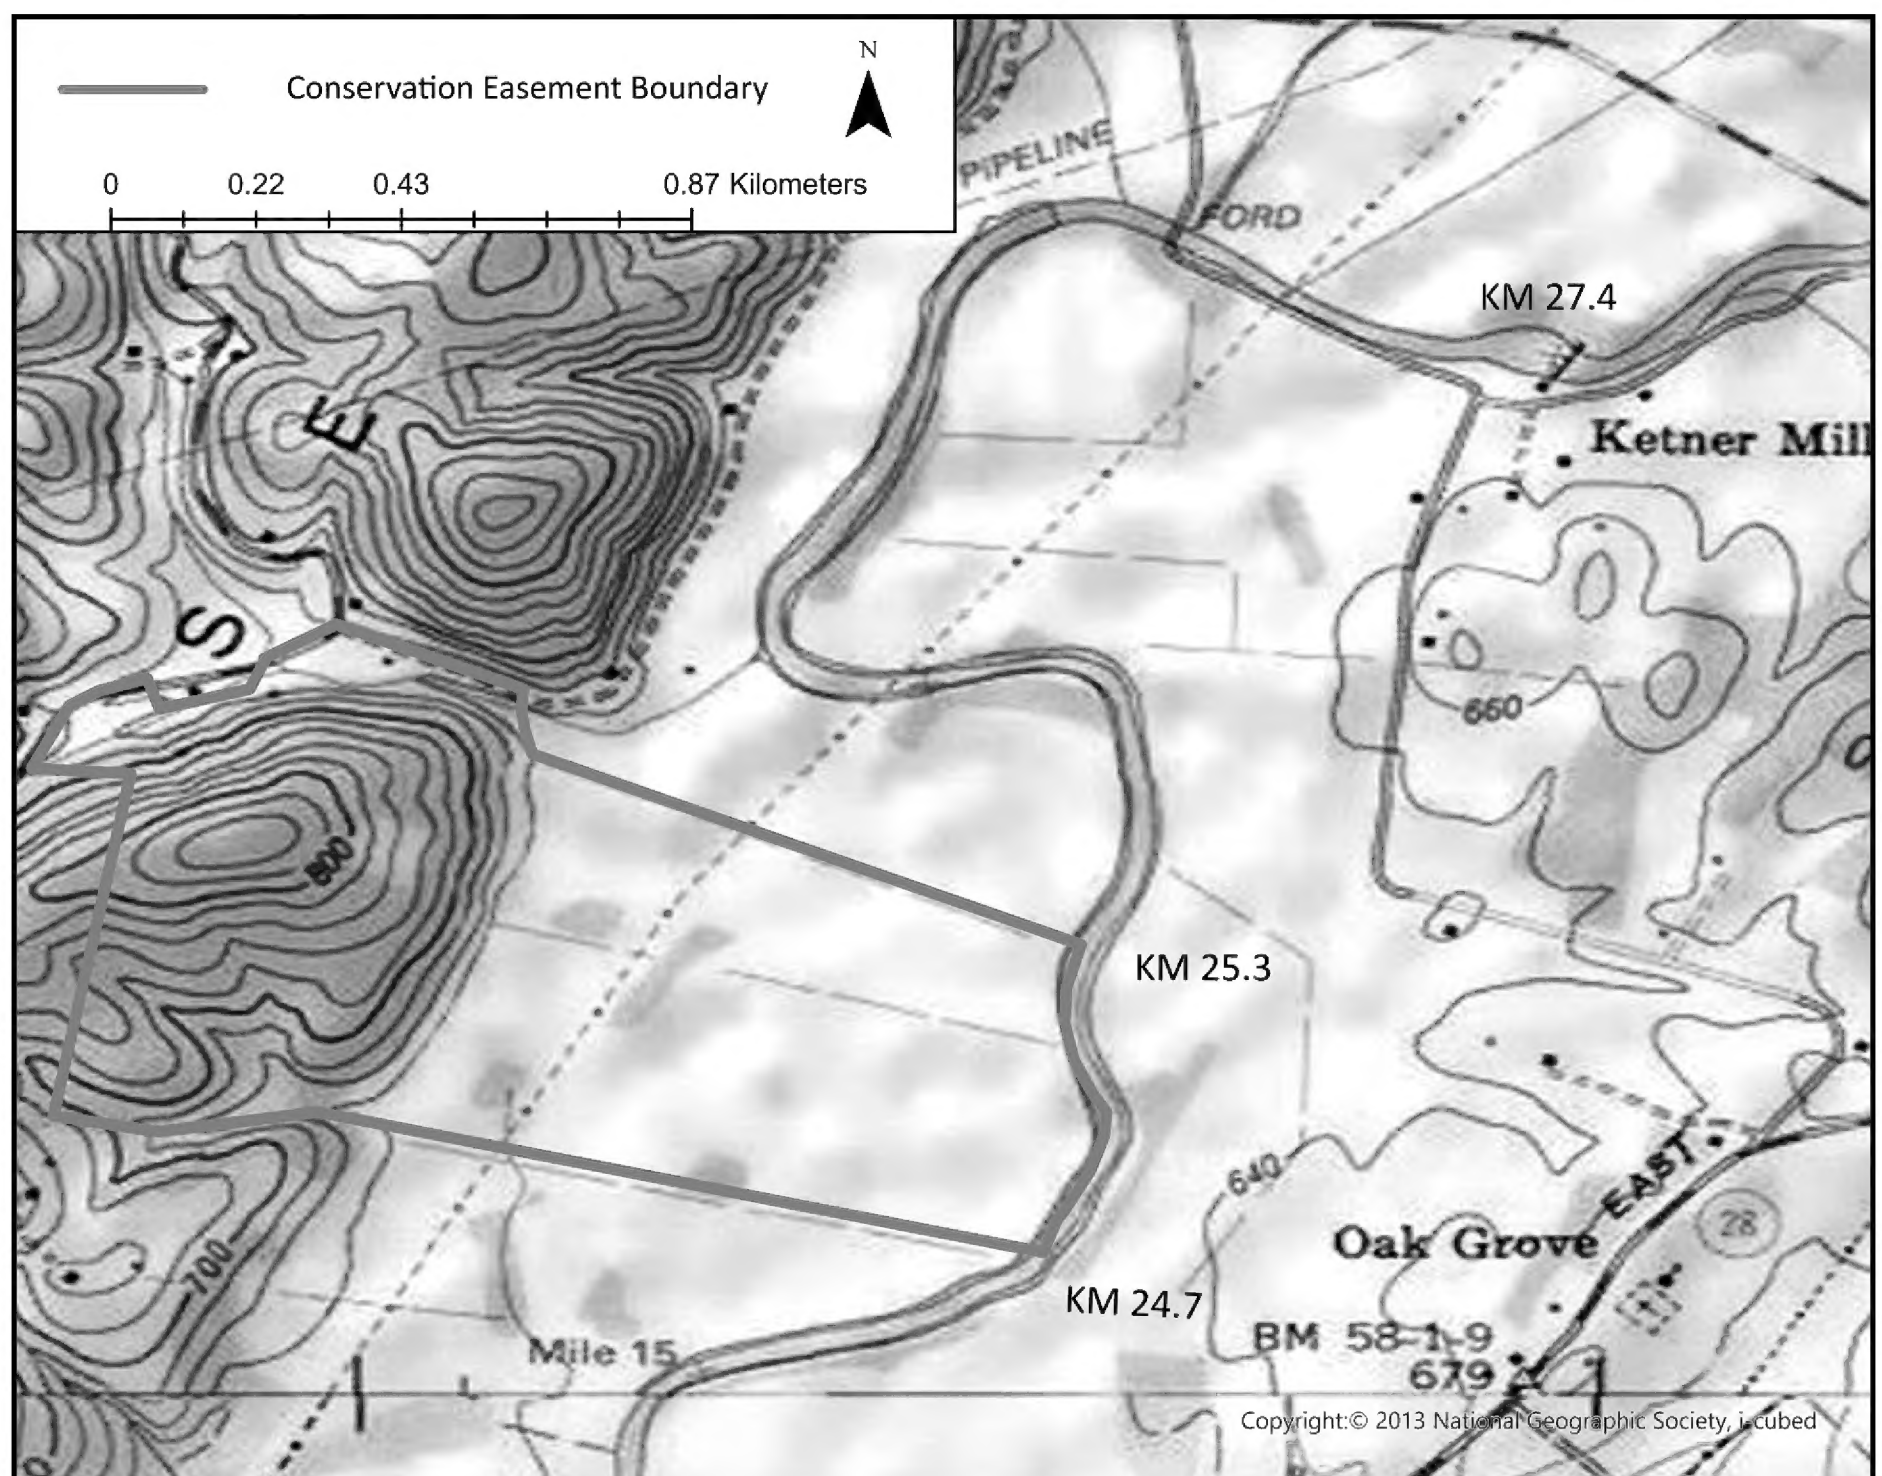 N
Conservation Easement Boundary
0 0.22 0.43 0.87 Kilometers
PIPELINE
FORD
KM 27.4
E
Ketner Mill
S
660
800
KM 25.3
640
EAST
28
Oak Grove
700
KM 24.7
BM 58-1-9
Mile 15
679
Copyright:© 2013 National Geographic Society, i-cubed